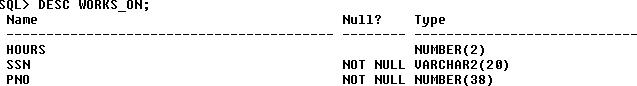 SQL> DESC WORKS_ON;
Name Null? Type
----------------------------------------- -------- ----------------------------
HOURS NUMBER(2)
SSN NOT NULL VARCHAR2(20)
PNO NOT NULL NUMBER(38)